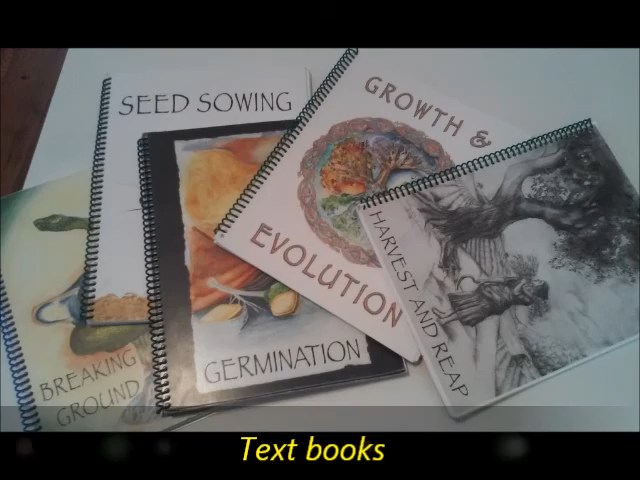 SEED SOWING
GROWTH &
EVOLUTION
HARVEST AND REAP
GERMINATION
BREAKING
GROUND
Text books